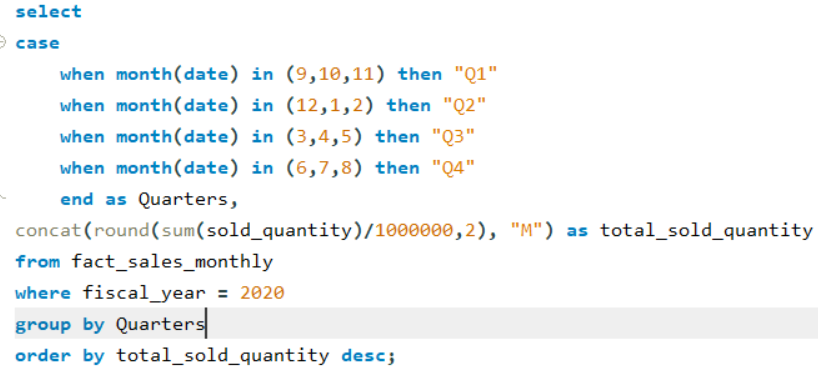 select
case
    when month(date) in (9,10,11) then "Q1"
    when month(date) in (12,1,2) then "Q2"
    when month(date) in (3,4,5) then "Q3"
    when month(date) in (6,7,8) then "Q4"
    end as Quarters,
concat(round(sum(sold_quantity)/1000000,2), "M") as total_sold_quantity
from fact_sales_monthly
where fiscal_year = 2020
group by Quarters
order by total_sold_quantity desc;